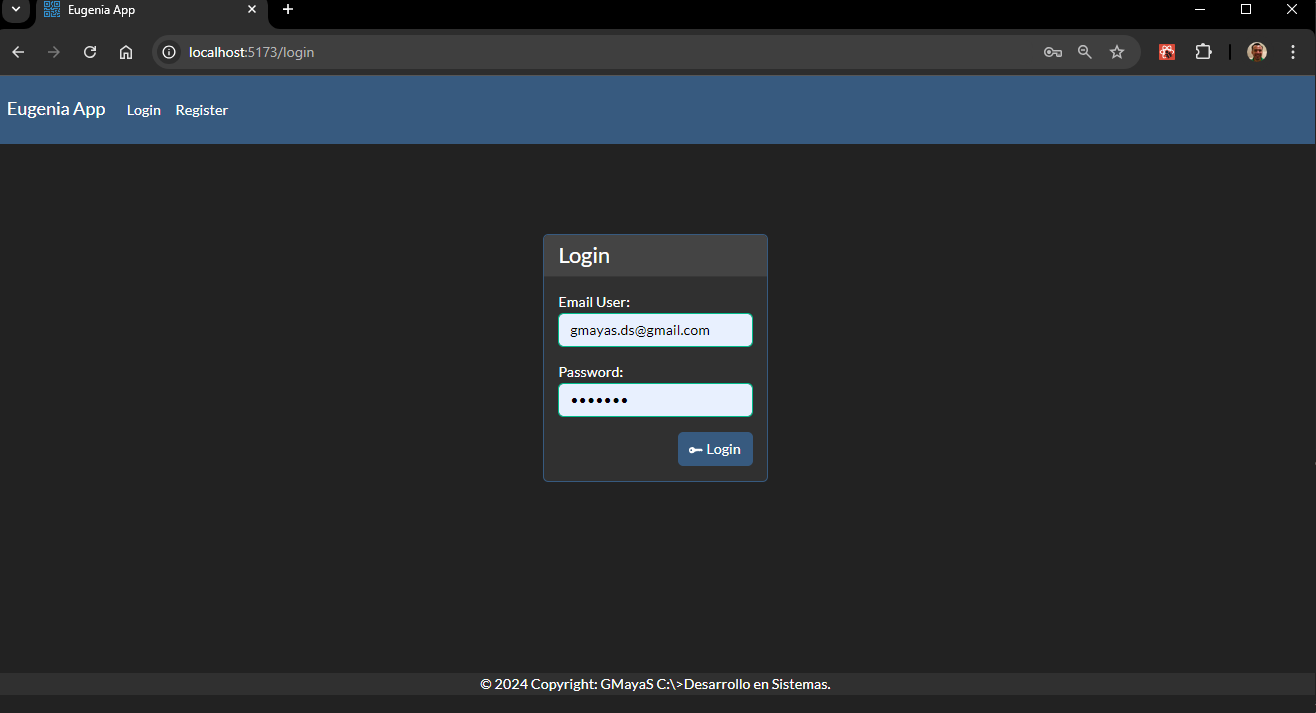 Eugenia App
localhost:5173/login
Eugenia App Login Register
Login
Email User:
gmayas.ds@gmail.com
Password:
•••••••
Login
© 2024 Copyright: GMayaS C:\>Desarrollo en Sistemas.